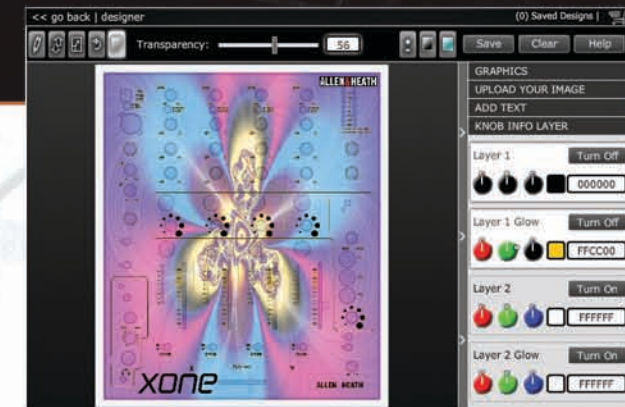 << go back | designer
(0) Saved Designs |
Transparency: 56
Save Clear Help
GRAPHICS
UPLOAD YOUR IMAGE
ADD TEXT
KNOB INFO LAYER
Layer 1 Turn Off
000000
Layer 1 Glow Turn Off
FFCC00
Layer 2 Turn On
FFFFFF
Layer 2 Glow Turn On
FFFFFF
ALLEN&HEATH
XONE
ALLEN HEATH